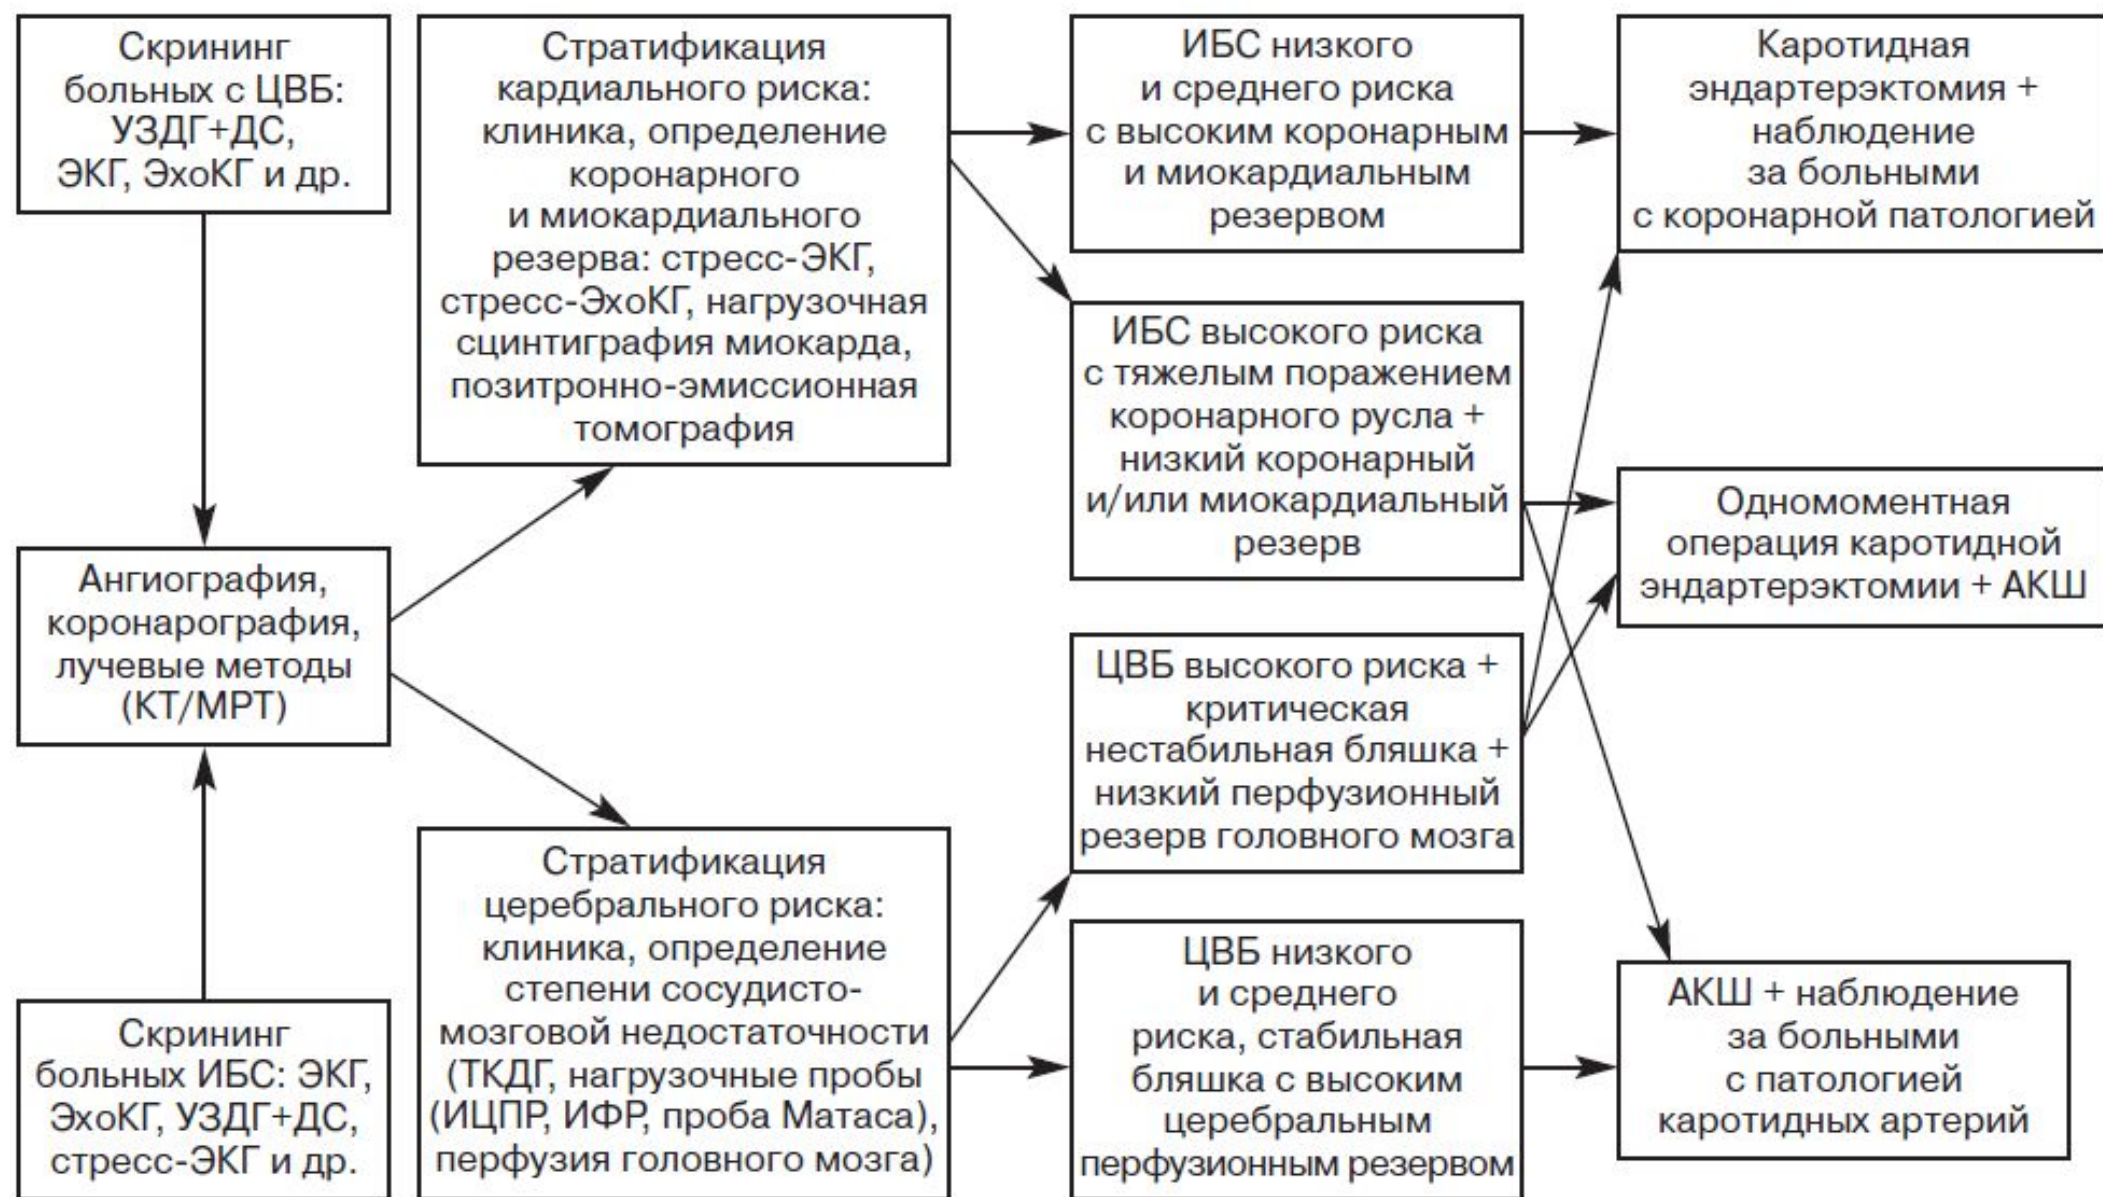 Скрининг
больных с ЦВБ:
УЗДГ+ДС,
ЭКГ, ЭхоКГ и др.
Ангиография,
коронарография,
лучевые методы
(КТ/МРТ)
Скрининг
больных ИБС: ЭКГ,
ЭхоКГ, УЗДГ+ДС,
стресс-ЭКГ и др.
Стратификация
кардиального риска:
клиника, определение
коронарного
и миокардиального
резерва: стресс-ЭКГ,
стресс-ЭхоКГ, нагрузочная
сцинтиграфия миокарда,
позитронно-эмиссионная
томография
Стратификация
церебрального риска:
клиника, определение
степени сосудисто-
мозговой недостаточности
(ТКДГ, нагрузочные пробы
(ИЦПР, ИФР, проба Матаса),
перфузия головного мозга)
ИБС низкого
и среднего риска
с высоким коронарным
и миокардиальным
резервом
ИБС высокого риска
с тяжелым поражением
коронарного русла +
низкий коронарный
и/или миокардиальный
резерв
ЦВБ высокого риска +
критическая
нестабильная бляшка +
низкий перфузионный
резерв головного мозга
ЦВБ низкого
и среднего
риска, стабильная
бляшка с высоким
церебральным
перфузионным резервом
Каротидная
эндартерэктомия +
наблюдение
за больными
с коронарной патологией
Одномоментная
операция каротидной
эндартерэктомии + АКШ
АКШ + наблюдение
за больными
с патологией
каротидных артерий